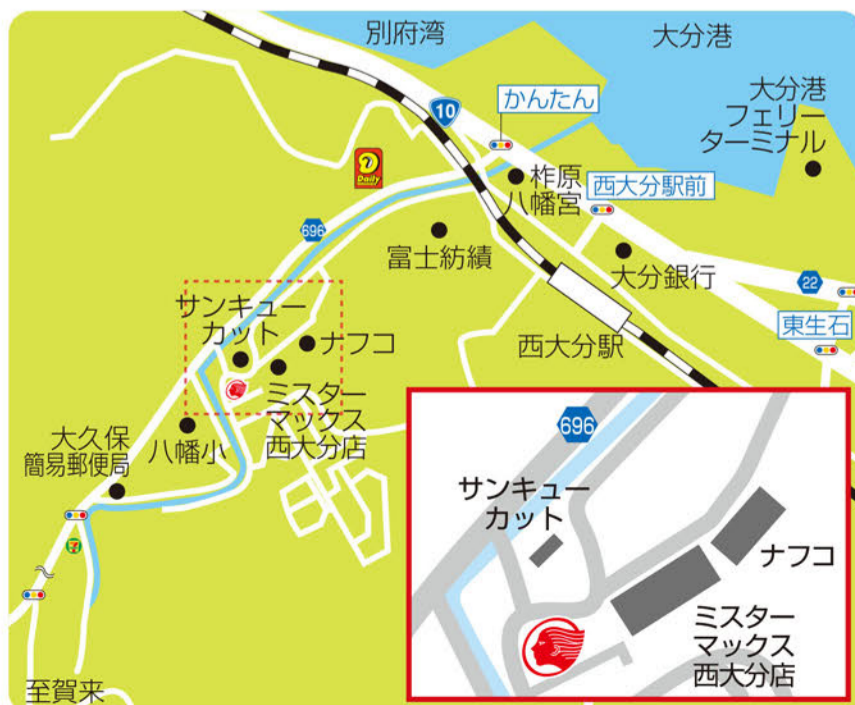 別府湾
大分港
大分港
フェリー
ターミナル
10
かんたん
Daily
柞原
八幡宮
西大分駅前
696
富士紡績
大分銀行
22
サンキュー
カット
ナフコ
西大分駅
東生石
ミスター
マックス
西大分店
大久保
簡易郵便局
八幡小
7
至賀来
696
サンキュー
カット
ナフコ
ミスター
マックス
西大分店